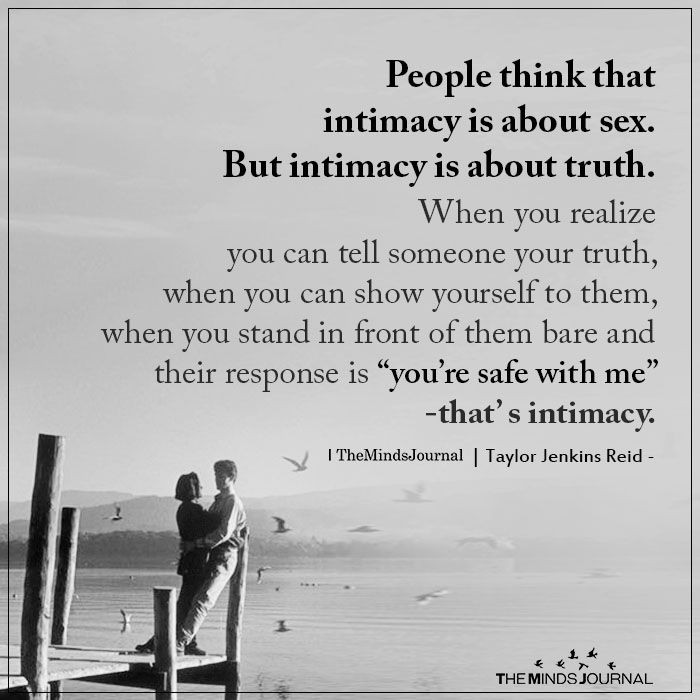 People think that
intimacy is about sex.
But intimacy is about truth.
When you realize
you can tell someone your truth,
when you can show yourself to them,
when you stand in front of them bare and
their response is “you’re safe with me”
-that’ s intimacy.
| TheMindsJournal | Taylor Jenkins Reid -
THE MINDS JOURNAL